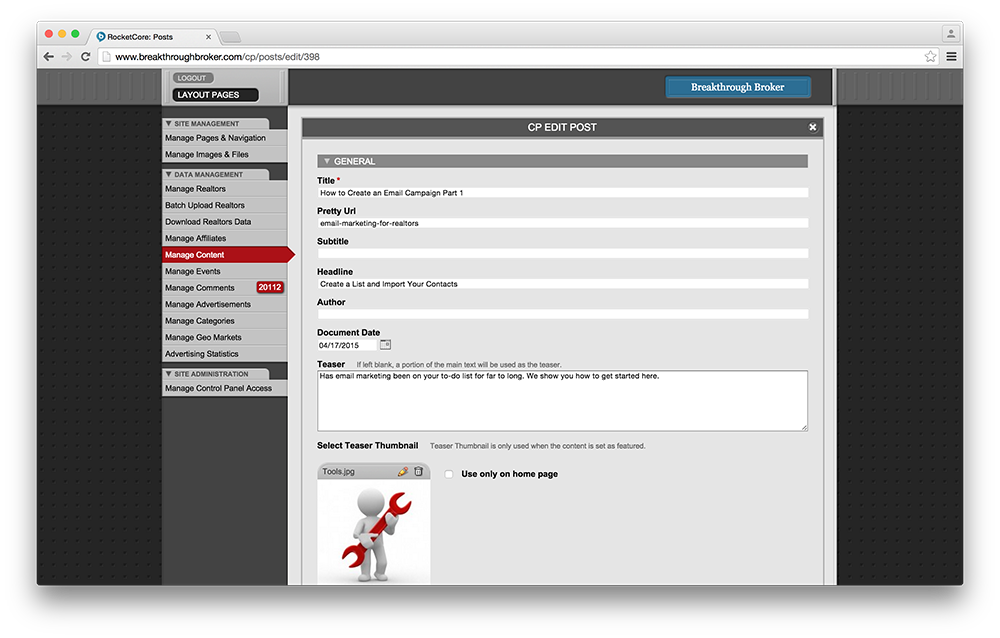 RocketCore: Posts
www.breakthroughbroker.com/cp/posts/edit/398
LOGOUT
LAYOUT PAGES
Breakthrough Broker
SITE MANAGEMENT
Manage Pages & Navigation
Manage Images & Files
DATA MANAGEMENT
Manage Realtors
Batch Upload Realtors
Download Realtors Data
Manage Affiliates
Manage Content
Manage Events
Manage Comments 20112
Manage Advertisements
Manage Categories
Manage Geo Markets
Advertising Statistics
SITE ADMINISTRATION
Manage Control Panel Access
CP EDIT POST
GENERAL
Title *
How to Create an Email Campaign Part 1
Pretty Url
email-marketing-for-realtors
Subtitle
Headline
Create a List and Import Your Contacts
Author
Document Date
04/17/2015
Teaser If left blank, a portion of the main text will be used as the teaser.
Has email marketing been on your to-do list for far to long. We show you how to get started here.
Select Teaser Thumbnail Teaser Thumbnail is only used when the content is set as featured.
Tools.jpg
Use only on home page